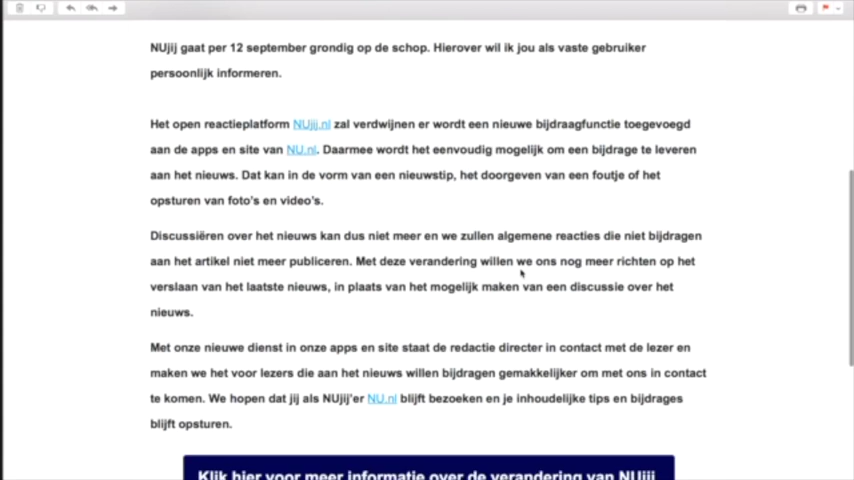 NUjij gaat per 12 september grondig op de schop. Hierover wil ik jou als vaste gebruiker
persoonlijk informeren.
Het open reactieplatform NUjij.nl zal verdwijnen er wordt een nieuwe bijdraagfunctie toegevoegd
aan de apps en site van NU.nl. Daarmee wordt het eenvoudig mogelijk om een bijdrage te leveren
aan het nieuws. Dat kan in de vorm van een nieuwstip, het doorgeven van een foutje of het
opsturen van foto's en video's.
Discussiëren over het nieuws kan dus niet meer en we zullen algemene reacties die niet bijdragen
aan het artikel niet meer publiceren. Met deze verandering willen we ons nog meer richten op het
verslaan van het laatste nieuws, in plaats van het mogelijk maken van een discussie over het
nieuws.
Met onze nieuwe dienst in onze apps en site staat de redactie directer in contact met de lezer en
maken we het voor lezers die aan het nieuws willen bijdragen gemakkelijker om met ons in contact
te komen. We hopen dat jij als NUjij'er NU.nl blijft bezoeken en je inhoudelijke tips en bijdrages
blijft opsturen.
Klik hier voor meer informatie over de verandering van NUjij